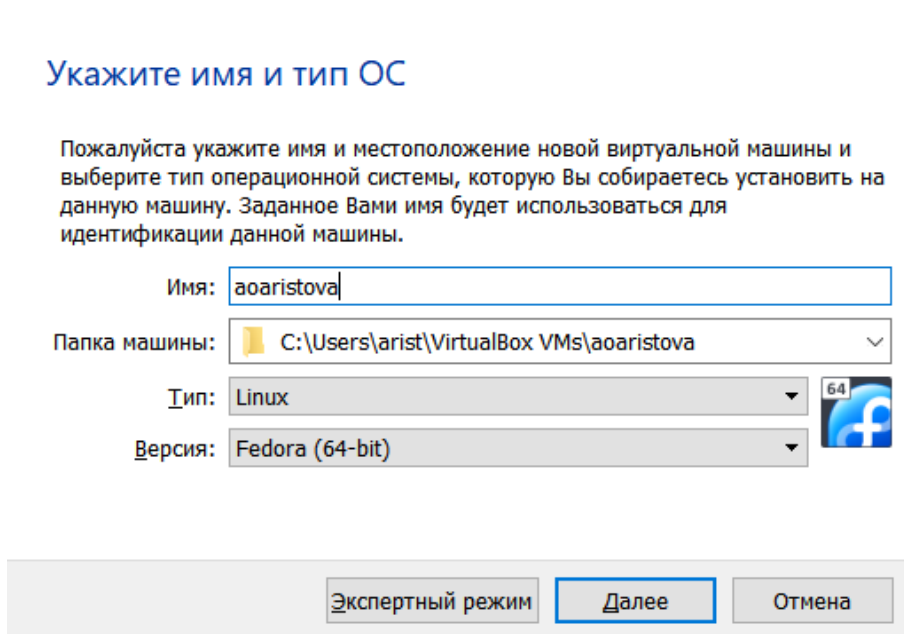 Укажите имя и тип ОС
Пожалуйста укажите имя и местоположение новой виртуальной машины и
выберите тип операционной системы, которую Вы собираетесь установить на
данную машину. Заданное Вами имя будет использоваться для
идентификации данной машины.
Имя: aoaristova
Папка машины: C:\Users\arist\VirtualBox VMs\aoaristova
Тип: Linux
64
Версия: Fedora (64-bit)
Экспертный режим Далее Отмена